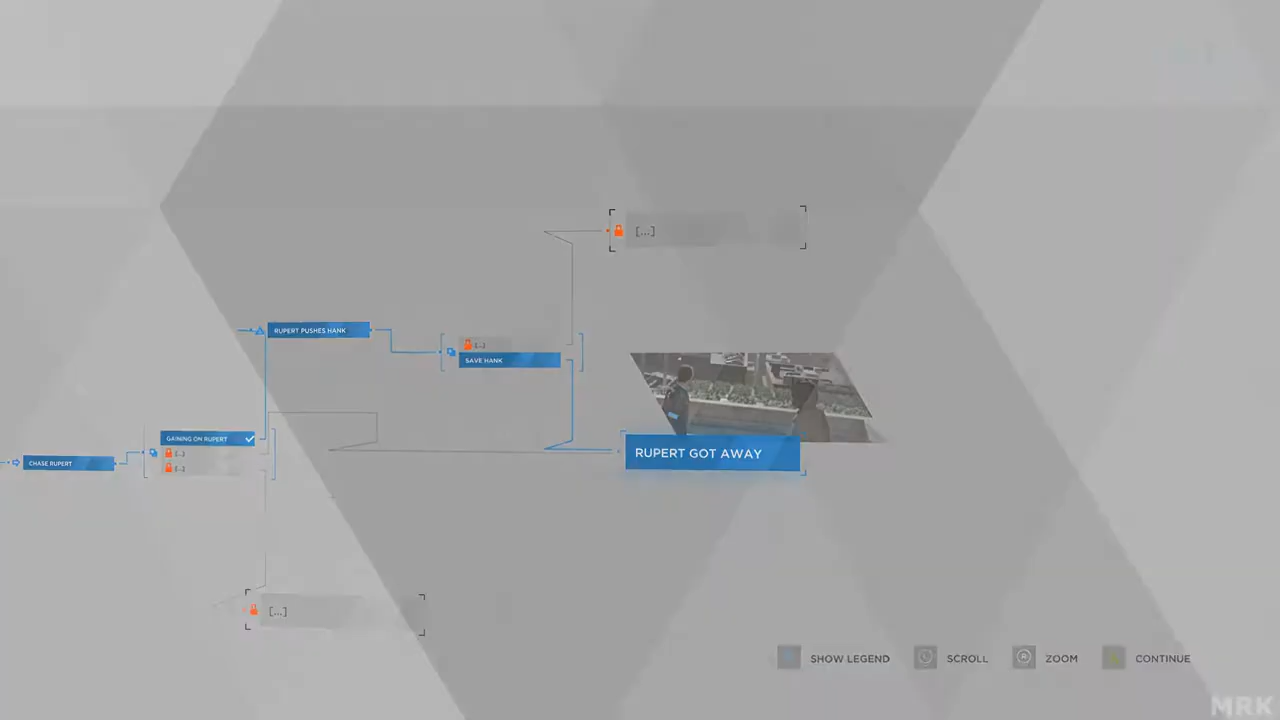 [...]
RUPERT PUSHES HANK
[...]
SAVE HANK
GAINING ON RUPERT
[...]
[...]
CHASE RUPERT
RUPERT GOT AWAY
[...]
SHOW LEGEND
L
SCROLL
R
ZOOM
CONTINUE
MRK